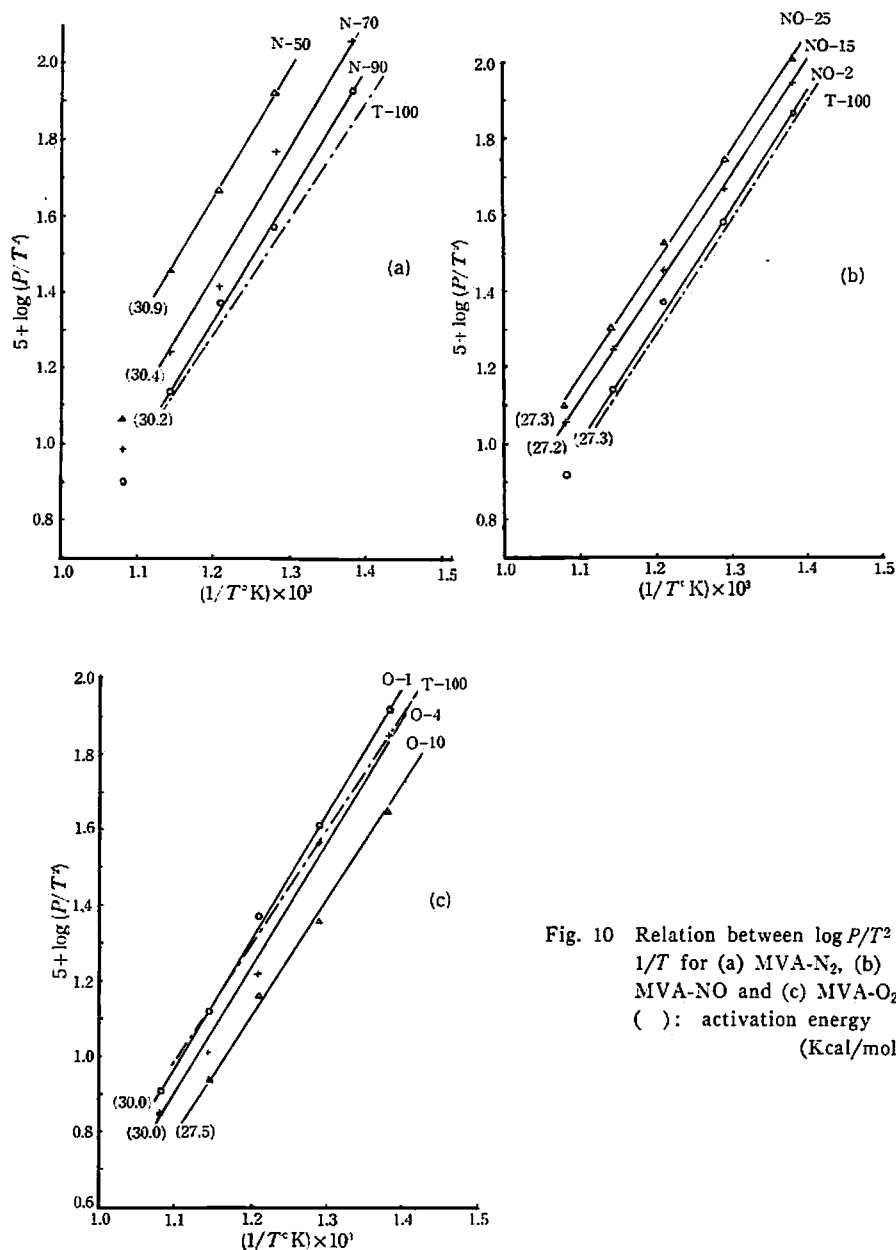 N-50
N-70
N-90
T-100
2.0
1.8
1.6
1.4
1.2
1.0
0.8
5+log (P/T²)
(a)
(30.9)
(30.4)
(30.2)
1.0 1.1 1.2 1.3 1.4 1.5
(1/T°K)×10³
NO-25
NO-15
NO-2
T-100
2.0
1.8
1.6
1.4
1.2
1.0
0.8
5+log (P/T²)
(b)
(27.3)
(27.2) (27.3)
1.0 1.1 1.2 1.3 1.4 1.5
(1/T°K)×10³
O-1
T-100
O-4
O-10
2.0
1.8
1.6
1.4
1.2
1.0
0.8
0.6
5+log (P/T²)
(c)
(30.0)
(30.0) (27.5)
1.0 1.1 1.2 1.3 1.4 1.5
(1/T°K)×10³
Fig. 10 Relation between log P/T²
1/T for (a) MVA-N₂, (b)
MVA-NO and (c) MVA-O₂
( ): activation energy
(Kcal/mol